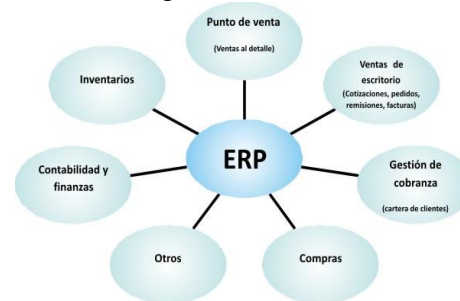 Punto de venta
(Ventas al detalle)
Ventas de
escritorio
(Cotizaciones, pedidos,
remisiones, facturas)
Inventarios
ERP
Contabilidad y
finanzas
Gestión de
cobranza
(cartera de clientes)
Otros
Compras